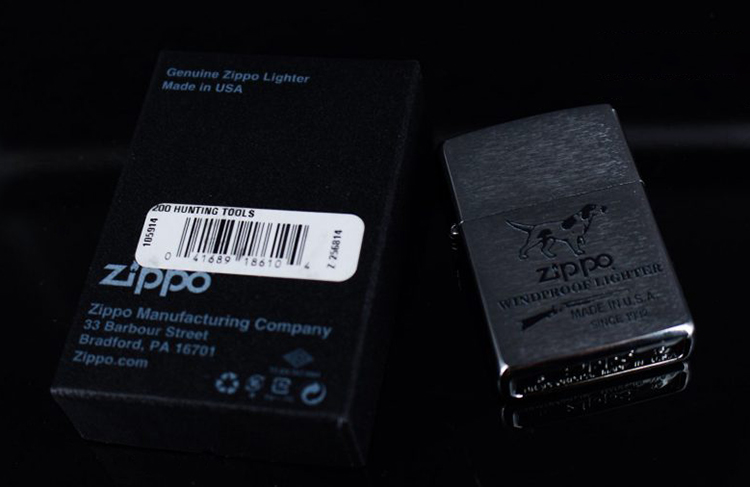 Genuine Zippo Lighter
Made in USA
200 HUNTING TOOLS
105914
0 41689 18610 4
Z 256814
zippo
Zippo Manufacturing Company
33 Barbour Street
Bradford, PA 16701
Zippo.com
zippo
WINDPROOF LIGHTER
MADE IN U.S.A.
SINCE 1932